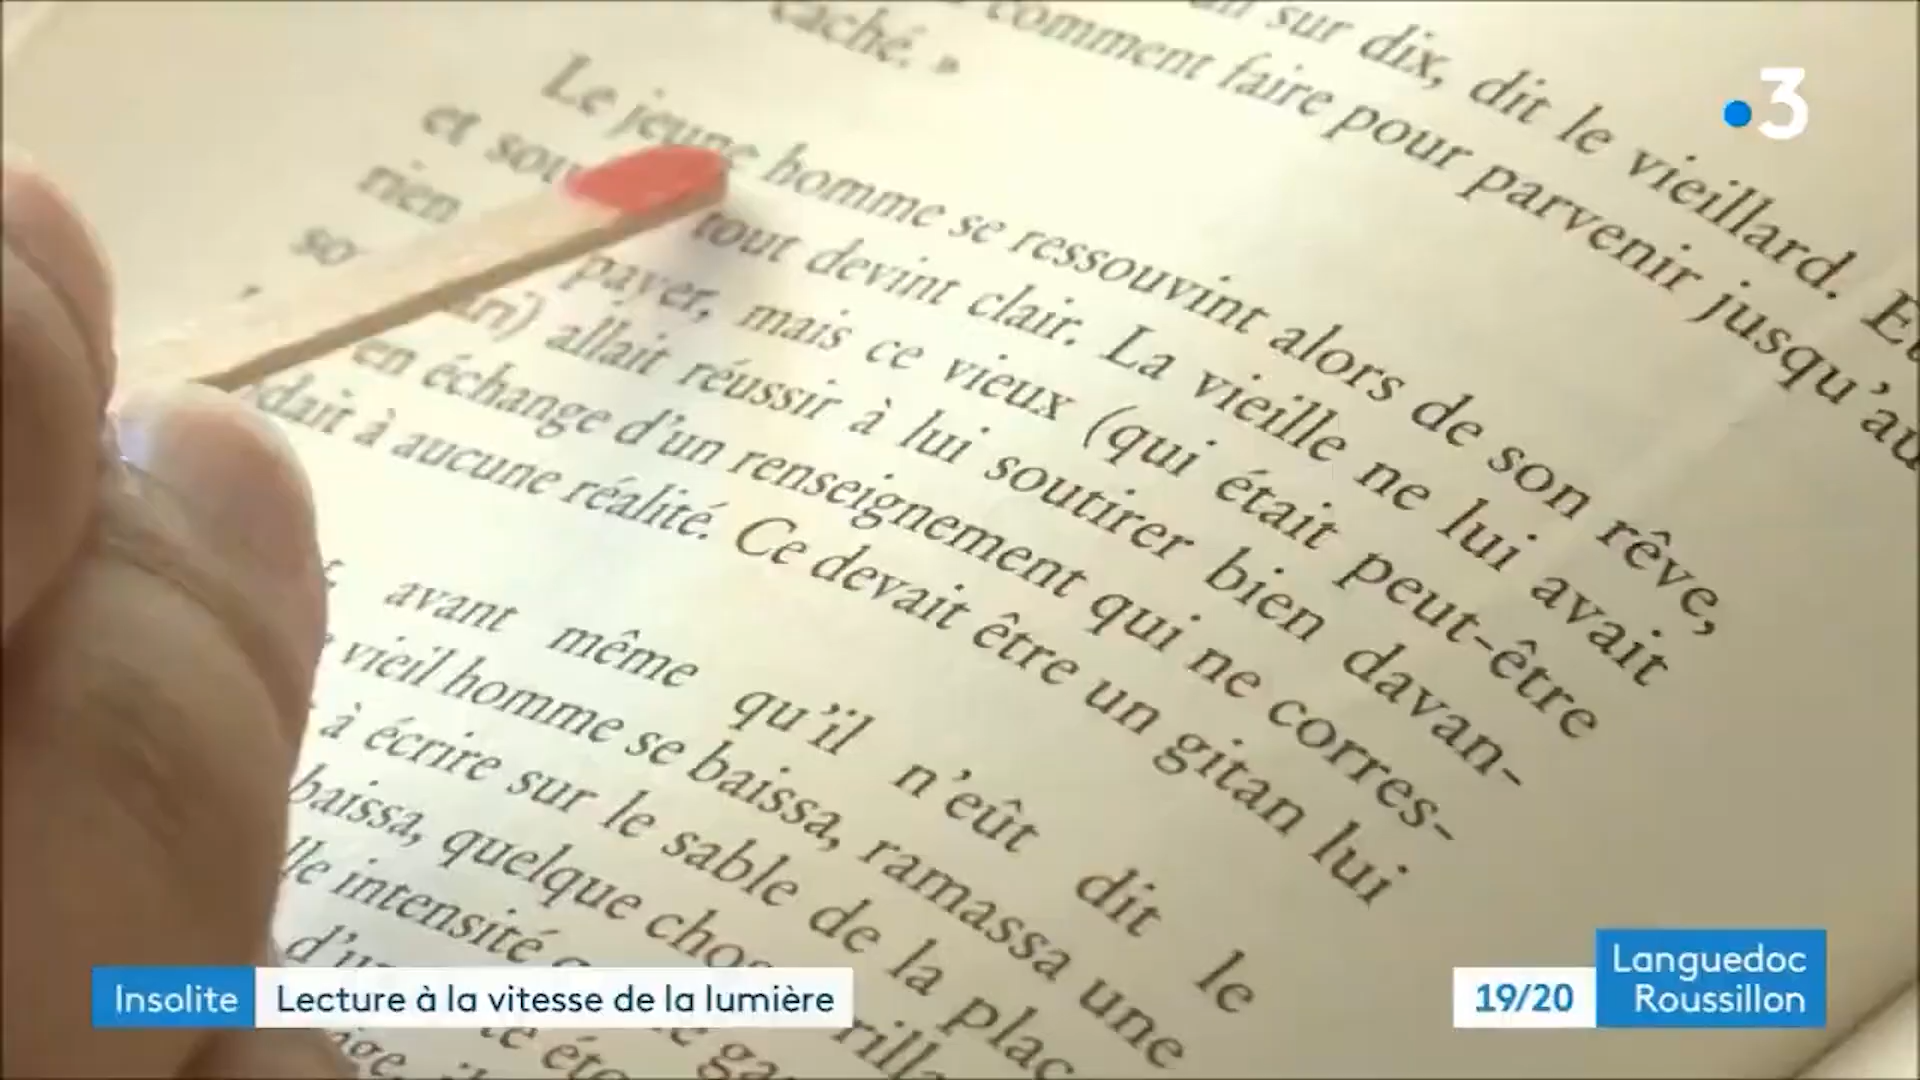 sur dix, dit le vieillard. Et
comment faire pour parvenir jusqu'au
caché. »
Le jeune homme se ressouvint alors de son rêve,
et tout devint clair. La vieille ne lui avait
rien payer, mais ce vieux (qui était peut-être
allait réussir à lui soutirer bien davan-
en échange d'un renseignement qui ne corres-
à aucune réalité. Ce devait être un gitan lui
avant même qu'il n'eût dit le
vieil homme se baissa, ramassa une
à écrire sur le sable de la
baissa, quelque
intensité
3
Insolite Lecture à la vitesse de la lumière
19/20 Languedoc
Roussillon